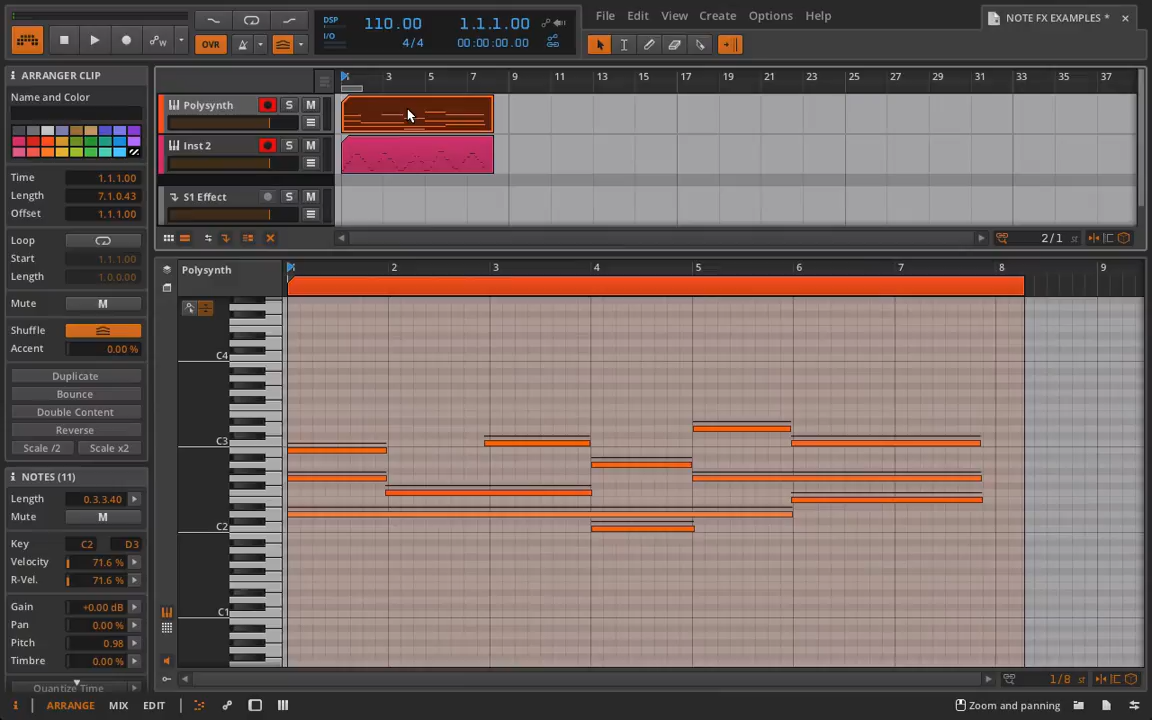 DSP 110.00 1.1.1.00
I/O 4/4 00:00:00.00
OVR
File Edit View Create Options Help
NOTE FX EXAMPLES *
ARRANGER CLIP
Name and Color
Time 1.1.1.00
Length 7.1.0.43
Offset 1.1.1.00
Loop
Start 1.1.1.00
Length 1.0.0.00
Mute M
Shuffle
Accent 0.00 %
Duplicate
Bounce
Double Content
Reverse
Scale /2 Scale x2
NOTES (11)
Length 0.3.3.40
Mute M
Key C2 D3
Velocity 71.6 %
R-Vel. 71.6 %
Gain +0.00 dB
Pan 0.00 %
Pitch 0.98
Timbre 0.00 %
Quantize Time
3 5 7 9 11 13 15 17 19 21 23 25 27 29 31 33 35 37
Polysynth S M
Inst 2 S M
S1 Effect S M
2/1 st
Polysynth
2 3 4 5 6 7 8 9
C4
C3
C2
C1
1/8 st
i ARRANGE MIX EDIT Zoom and panning